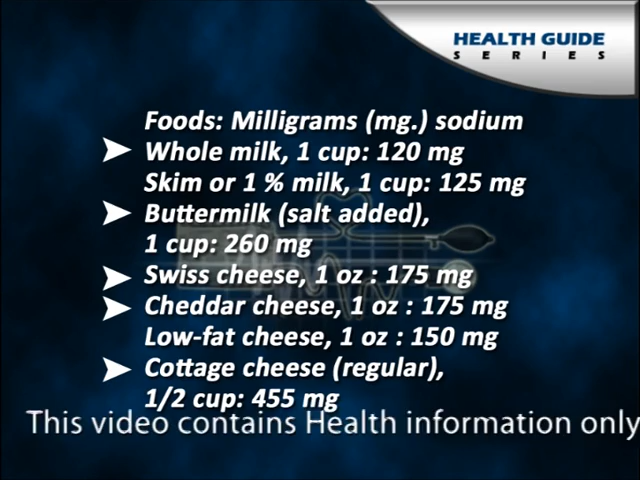 HEALTH GUIDE
SERIES
Foods: Milligrams (mg.) sodium
Whole milk, 1 cup: 120 mg
Skim or 1 % milk, 1 cup: 125 mg
Buttermilk (salt added),
1 cup: 260 mg
Swiss cheese, 1 oz : 175 mg
Cheddar cheese, 1 oz : 175 mg
Low-fat cheese, 1 oz : 150 mg
Cottage cheese (regular),
1/2 cup: 455 mg
This video contains Health information only